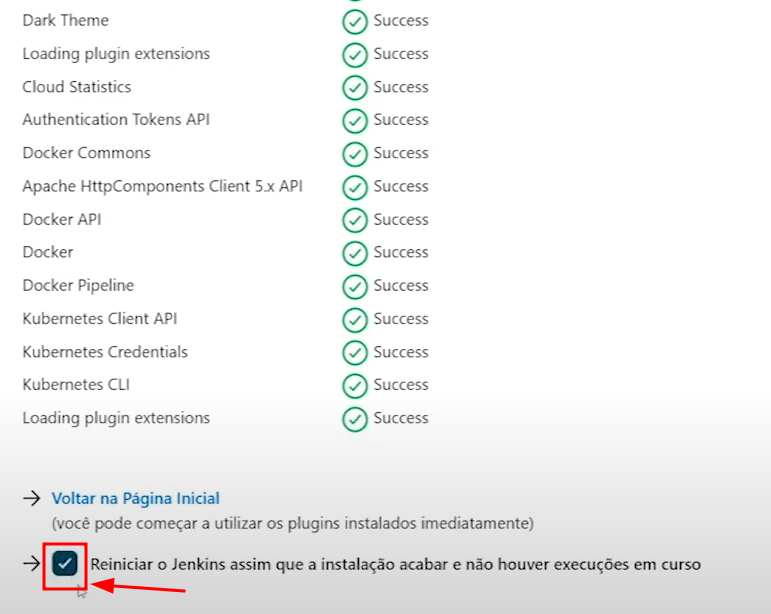 Dark Theme Success
Loading plugin extensions Success
Cloud Statistics Success
Authentication Tokens API Success
Docker Commons Success
Apache HttpComponents Client 5.x API Success
Docker API Success
Docker Success
Docker Pipeline Success
Kubernetes Client API Success
Kubernetes Credentials Success
Kubernetes CLI Success
Loading plugin extensions Success
Voltar na Página Inicial
(você pode começar a utilizar os plugins instalados imediatamente)
Reiniciar o Jenkins assim que a instalação acabar e não houver execuções em curso